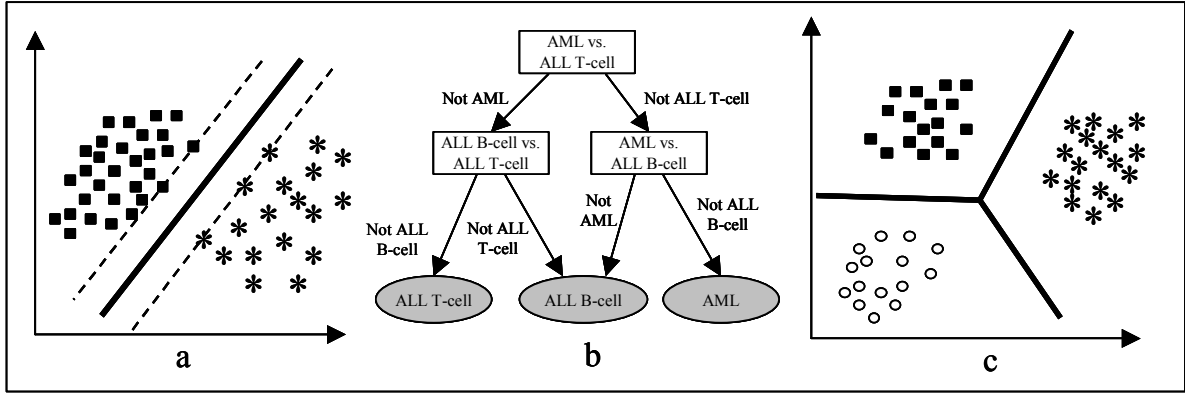 AML vs.
ALL T-cell
Not AML
Not ALL T-cell
ALL B-cell vs.
ALL T-cell
AML vs.
ALL B-cell
Not ALL
B-cell
Not ALL
T-cell
Not
AML
Not ALL
B-cell
ALL T-cell
ALL B-cell
AML
a
b
c